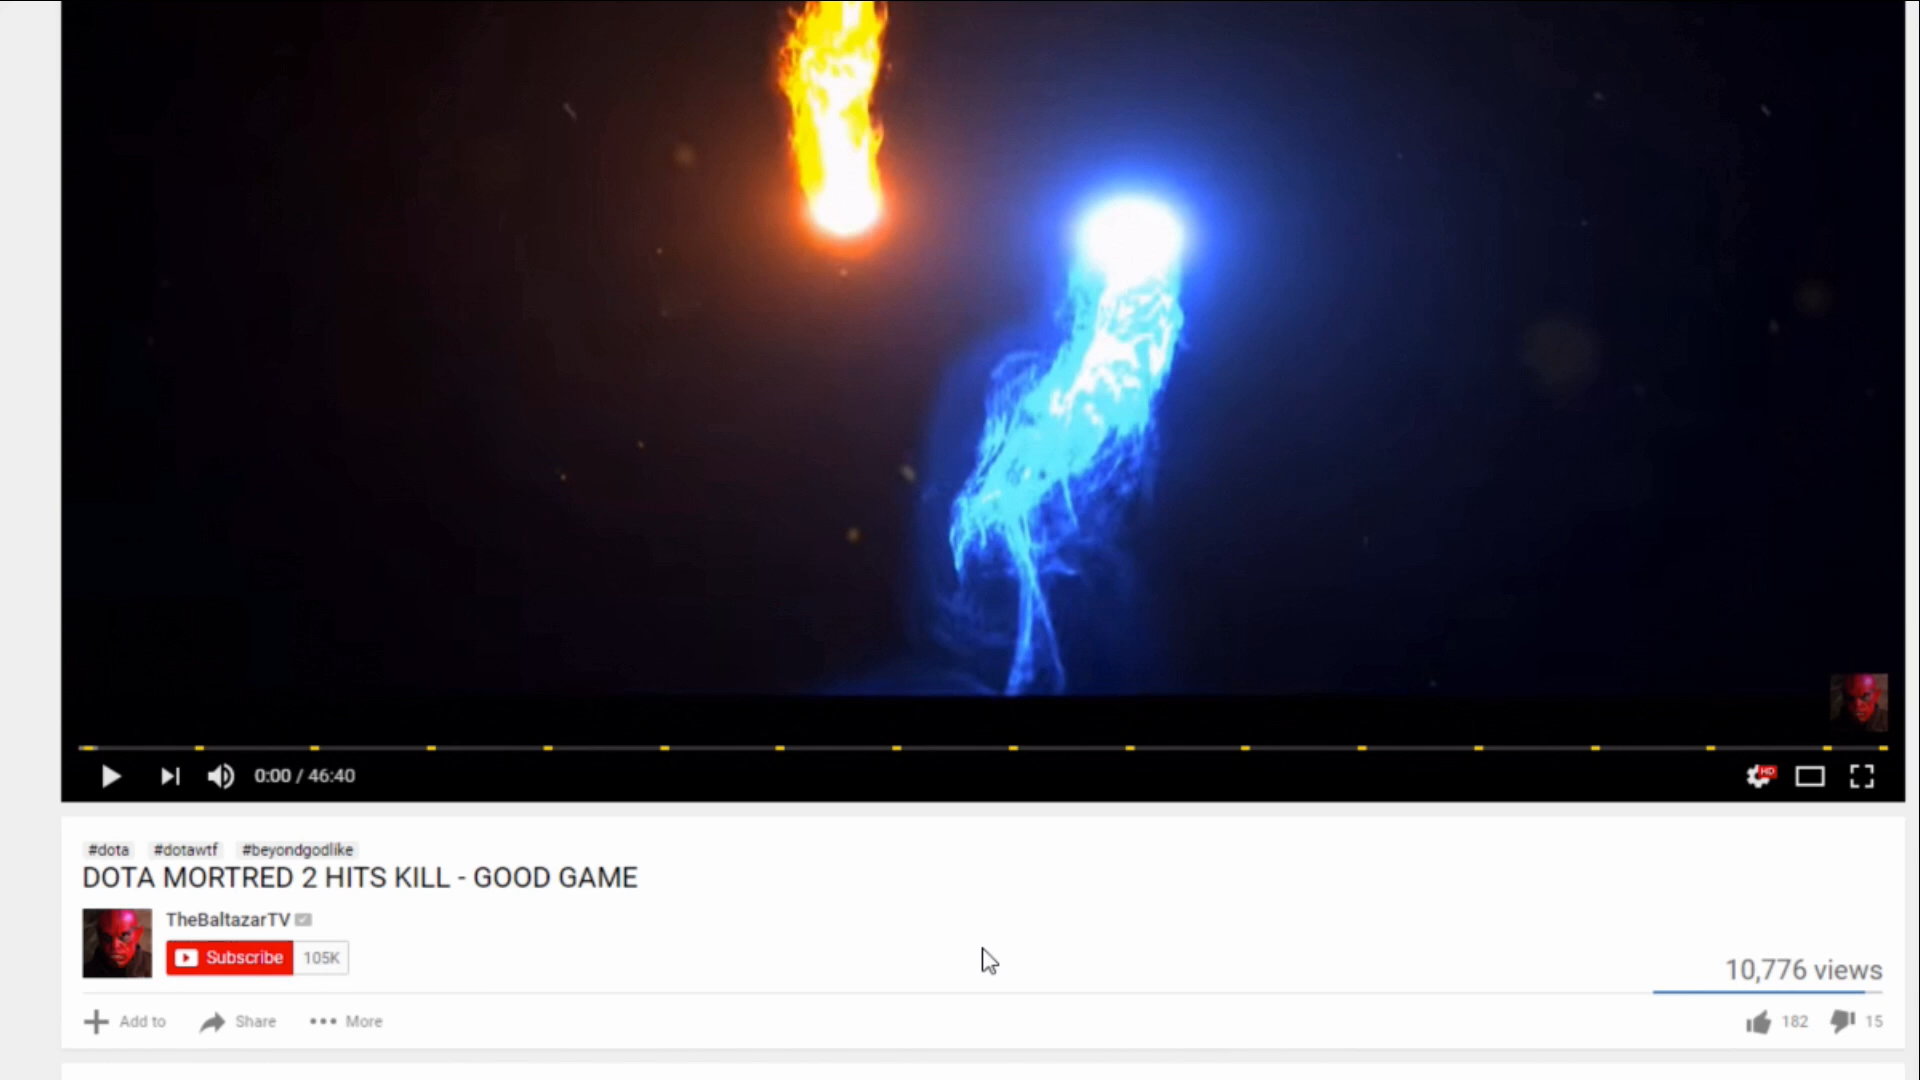 HD
0:00 / 46:40
#dota #dotawtf #beyondgodlike
DOTA MORTRED 2 HITS KILL - GOOD GAME
TheBaltazarTV
Subscribe 105K
10,776 views
Add to Share More
182 15